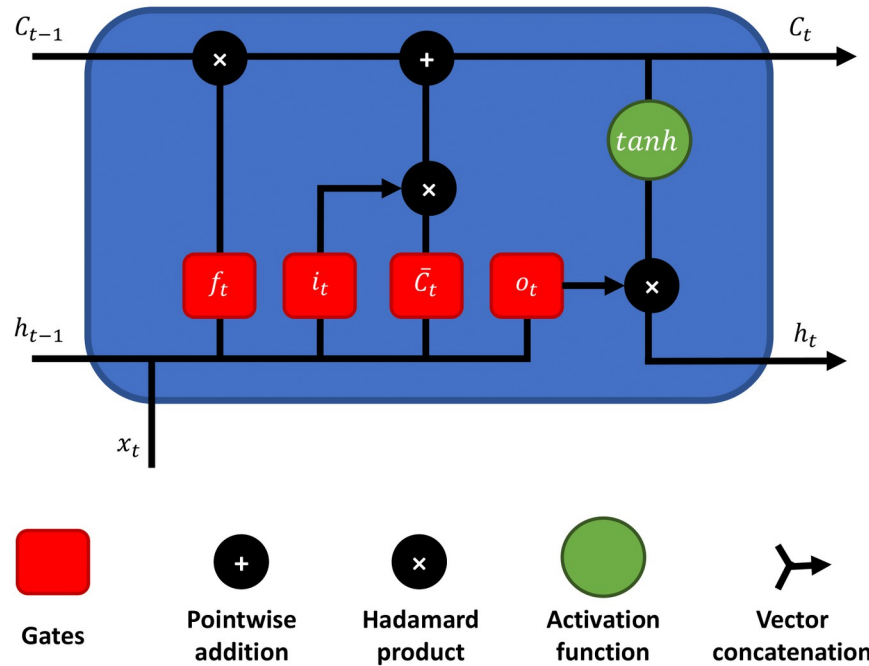 C_{t-1}
C_t
×
+
tanh
×
f_t
i_t
C̄_t
o_t
×
h_{t-1}
h_t
x_t
+
×
Gates
Pointwise
addition
Hadamard
product
Activation
function
Vector
concatenation